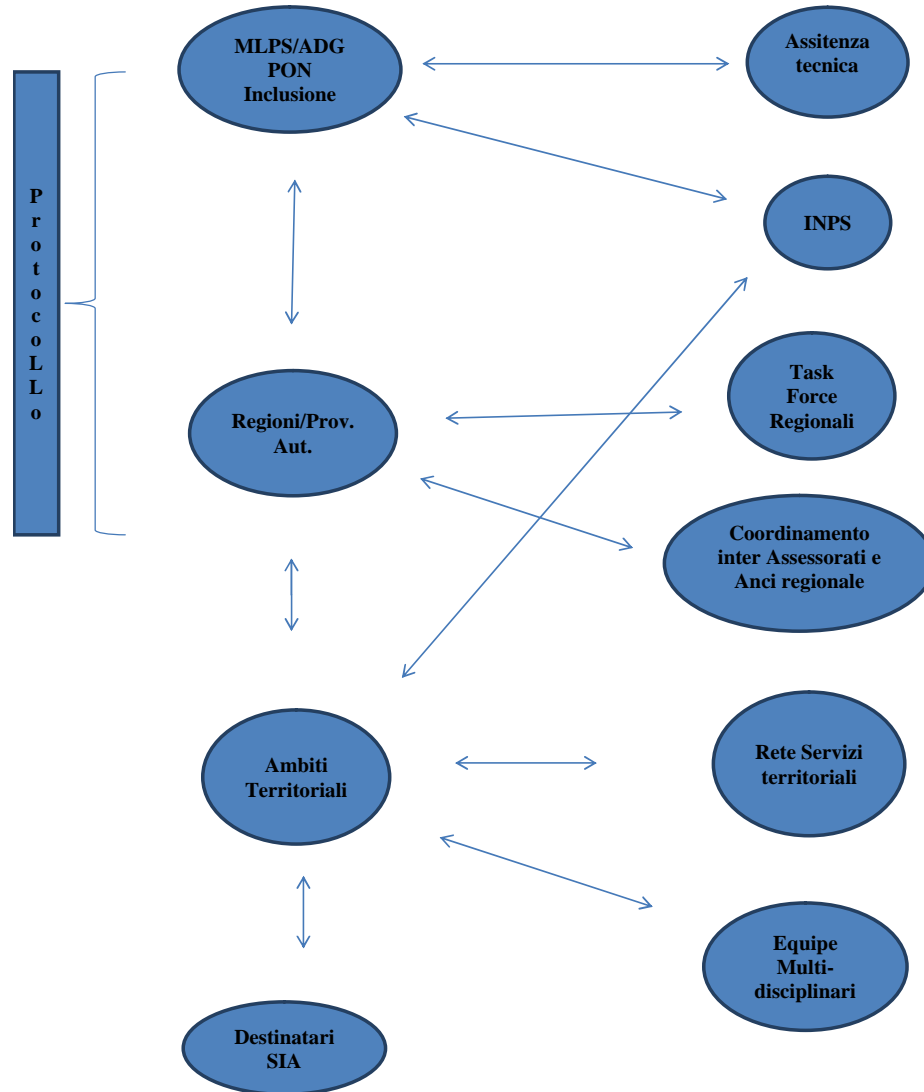 MLPS/ADG
PON
Inclusione
Assitenza
tecnica
ProtocoLLo
INPS
Task
Force
Regionali
Regioni/Prov.
Aut.
Coordinamento
inter Assessorati e
Anci regionale
Ambiti
Territoriali
Rete Servizi
territoriali
Equipe
Multi-
disciplinari
Destinatari
SIA